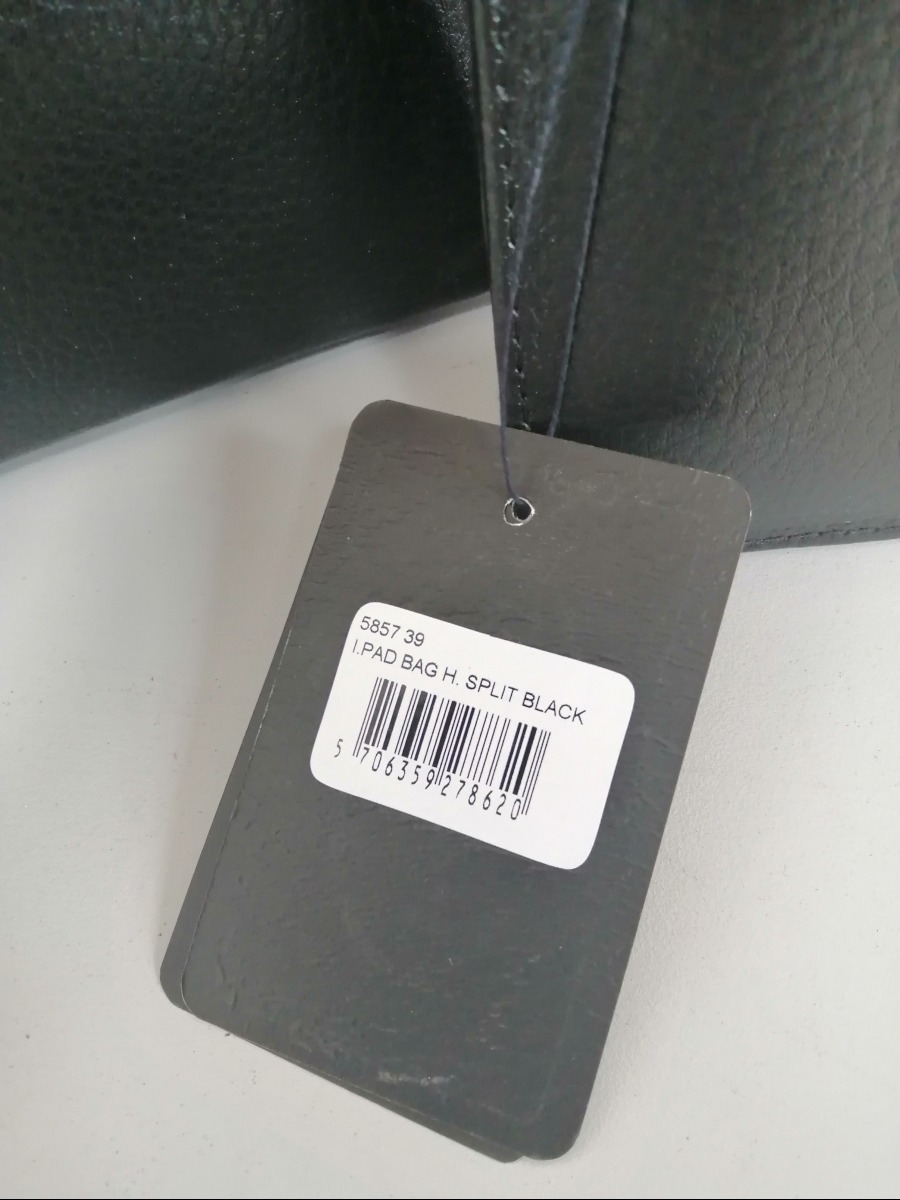 5857 39
I.PAD BAG H. SPLIT BLACK
5 706359 278620